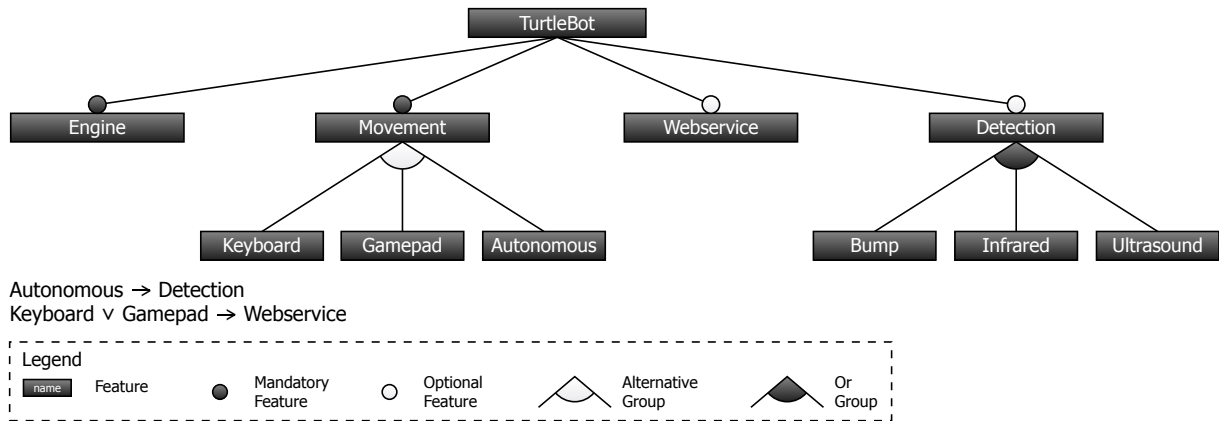 TurtleBot
Engine Movement Webservice Detection
Keyboard Gamepad Autonomous Bump Infrared Ultrasound
Autonomous → Detection
Keyboard ∨ Gamepad → Webservice
Legend
name Feature Mandatory Feature Optional Feature Alternative Group Or Group